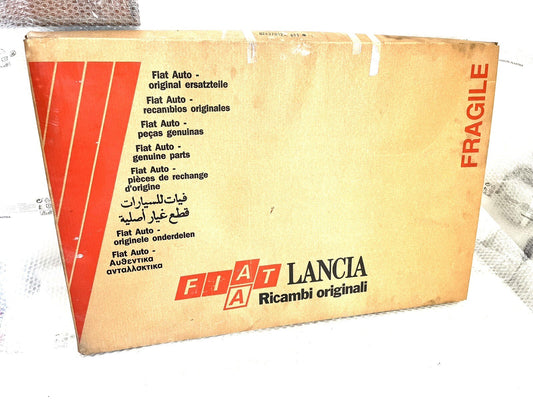 Fiat Auto -
original ersatzteile
Fiat Auto -
recambios originales
Fiat Auto -
peças genuinas
Fiat Auto -
genuine parts
Fiat Auto -
pièces de rechange
d'origine
فيات للسيارات
قطع غيار أصلية
Fiat Auto -
originele onderdelen
Fiat Auto -
Αυθεντικα
ανταλλακτικα
FRAGILE
FIAT LANCIA
A Ricambi originali